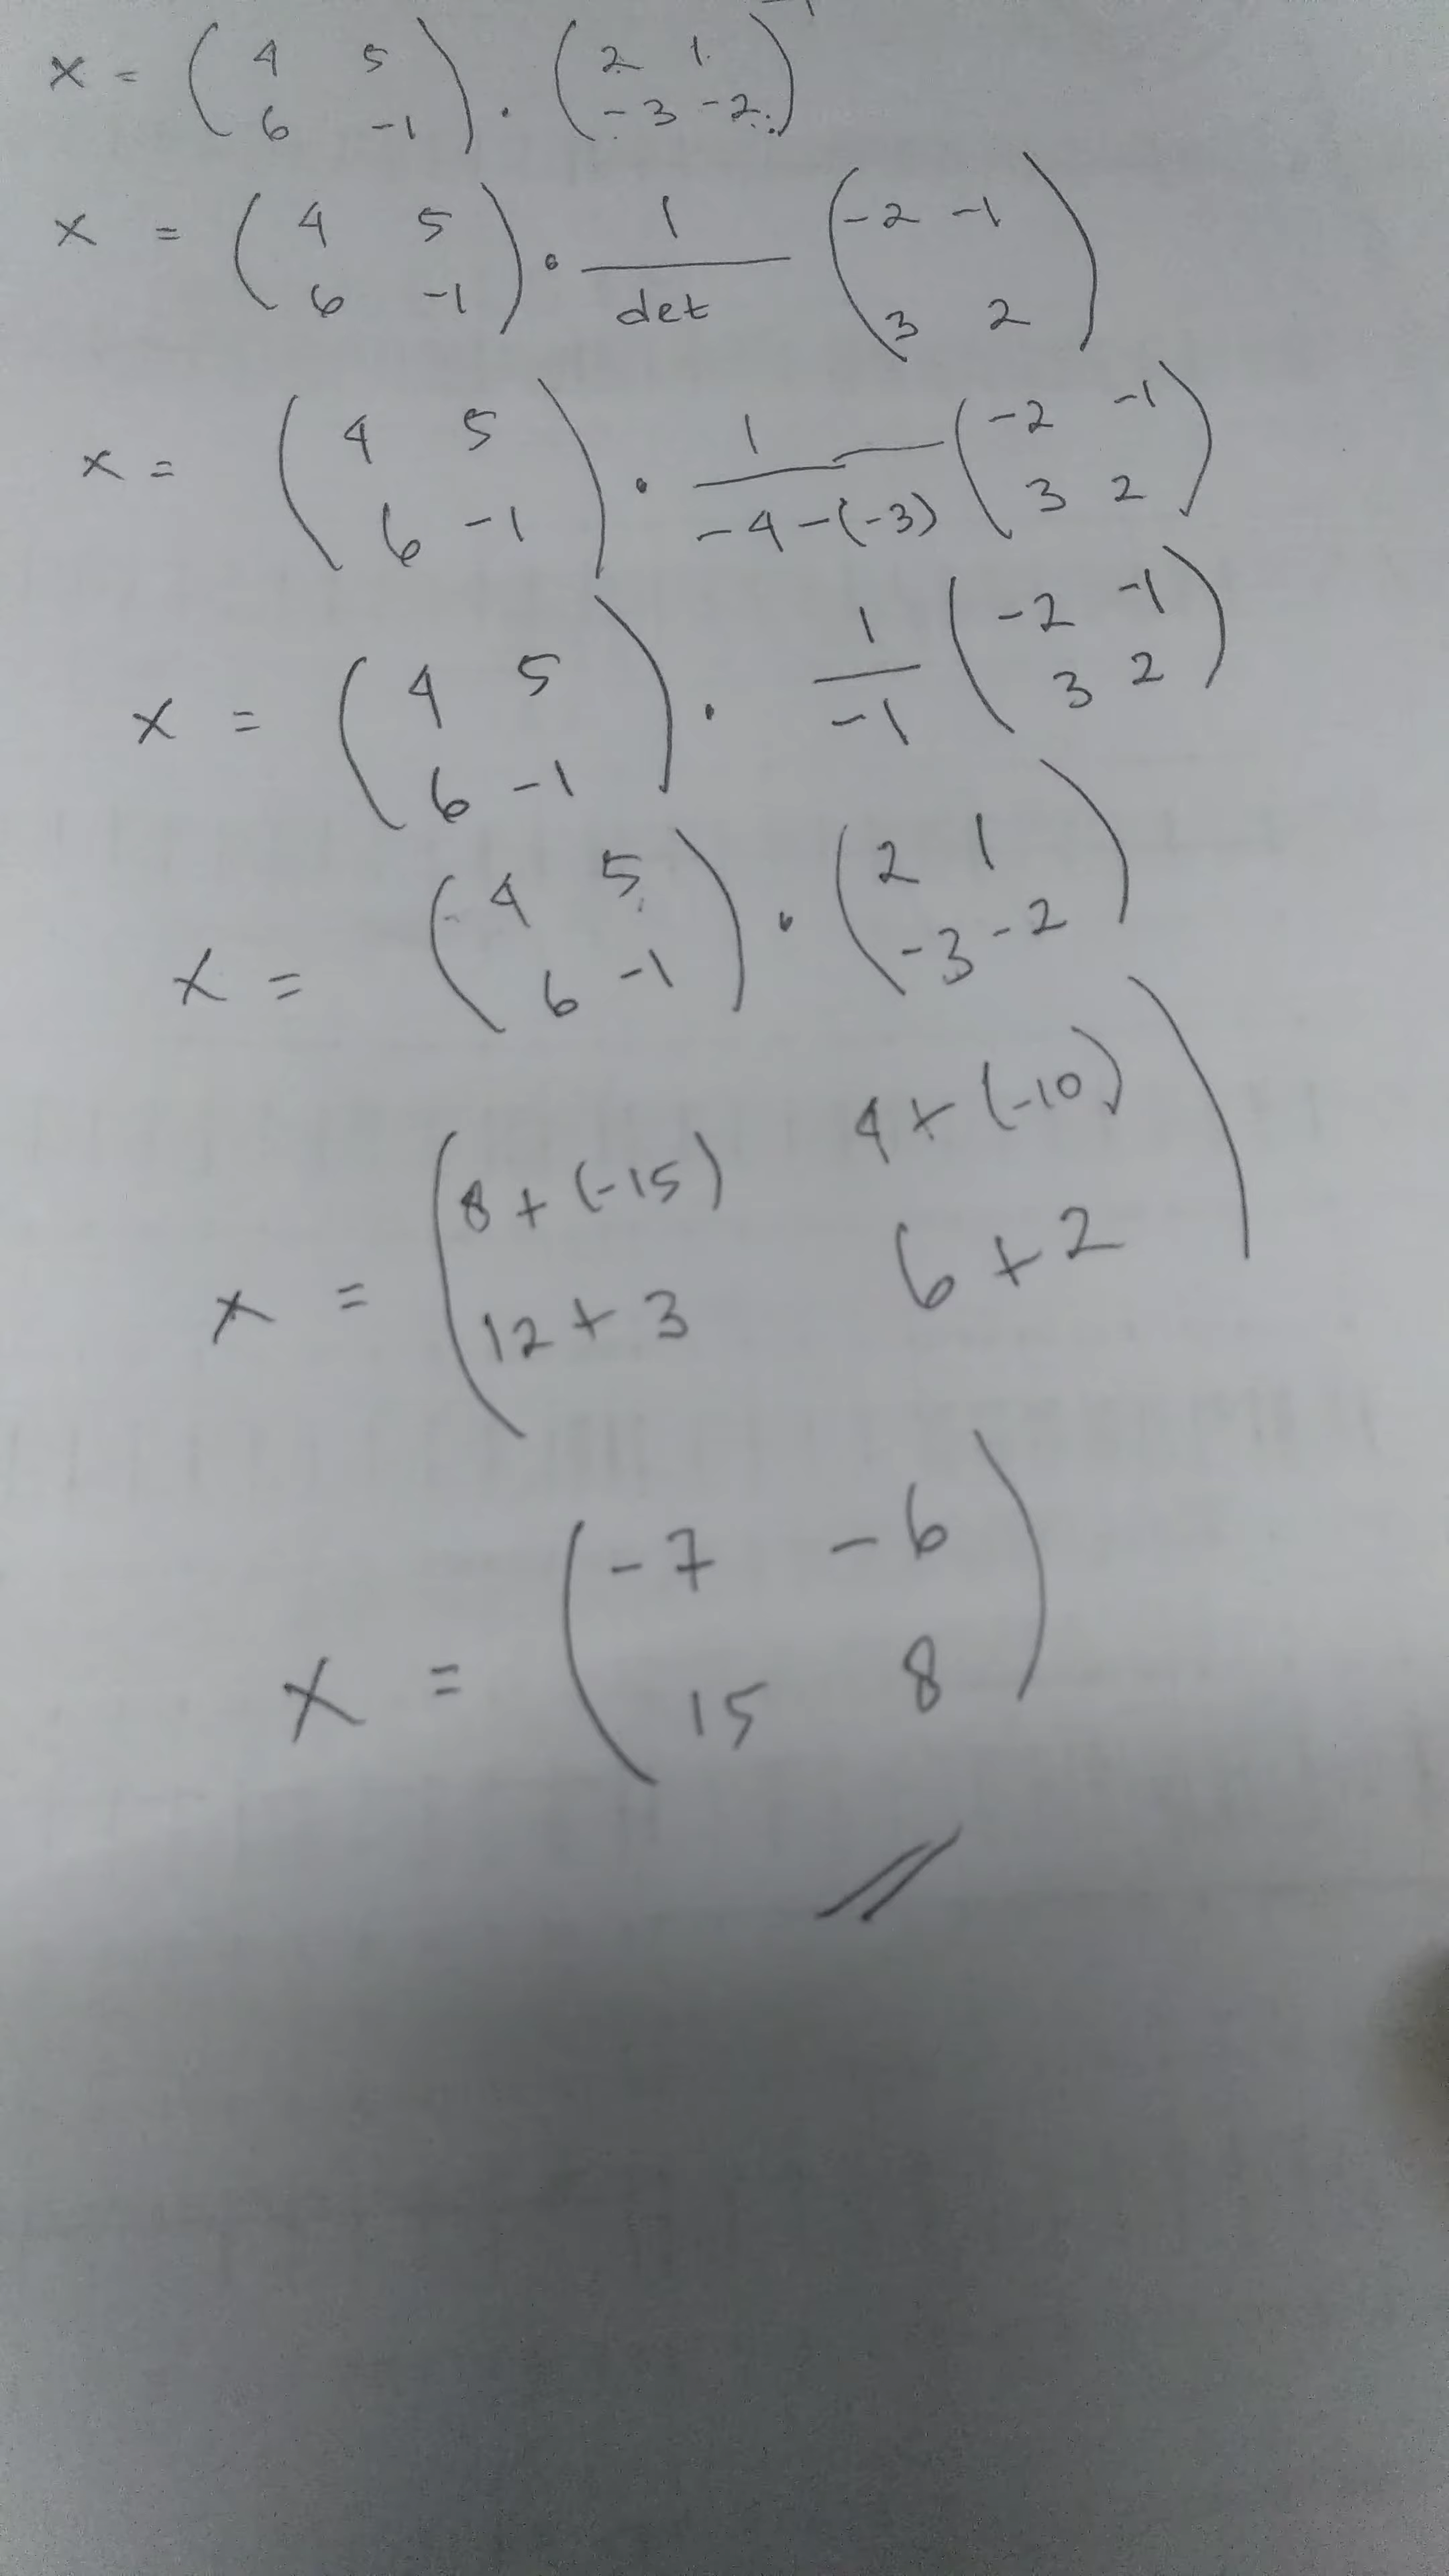 x = ( 4 5 ; 6 -1 ) . ( 2 1 ; -3 -2 )⁻¹
x = ( 4 5 ; 6 -1 ) . 1/det ( -2 -1 ; 3 2 )
x = ( 4 5 ; 6 -1 ) . 1/(-4-(-3)) ( -2 -1 ; 3 2 )
x = ( 4 5 ; 6 -1 ) . 1/-1 ( -2 -1 ; 3 2 )
x = ( 4 5 ; 6 -1 ) . ( 2 1 ; -3 -2 )
x = ( 8+(-15) 4+(-10) ; 12+3 6+2 )
x = ( -7 -6 ; 15 8 )